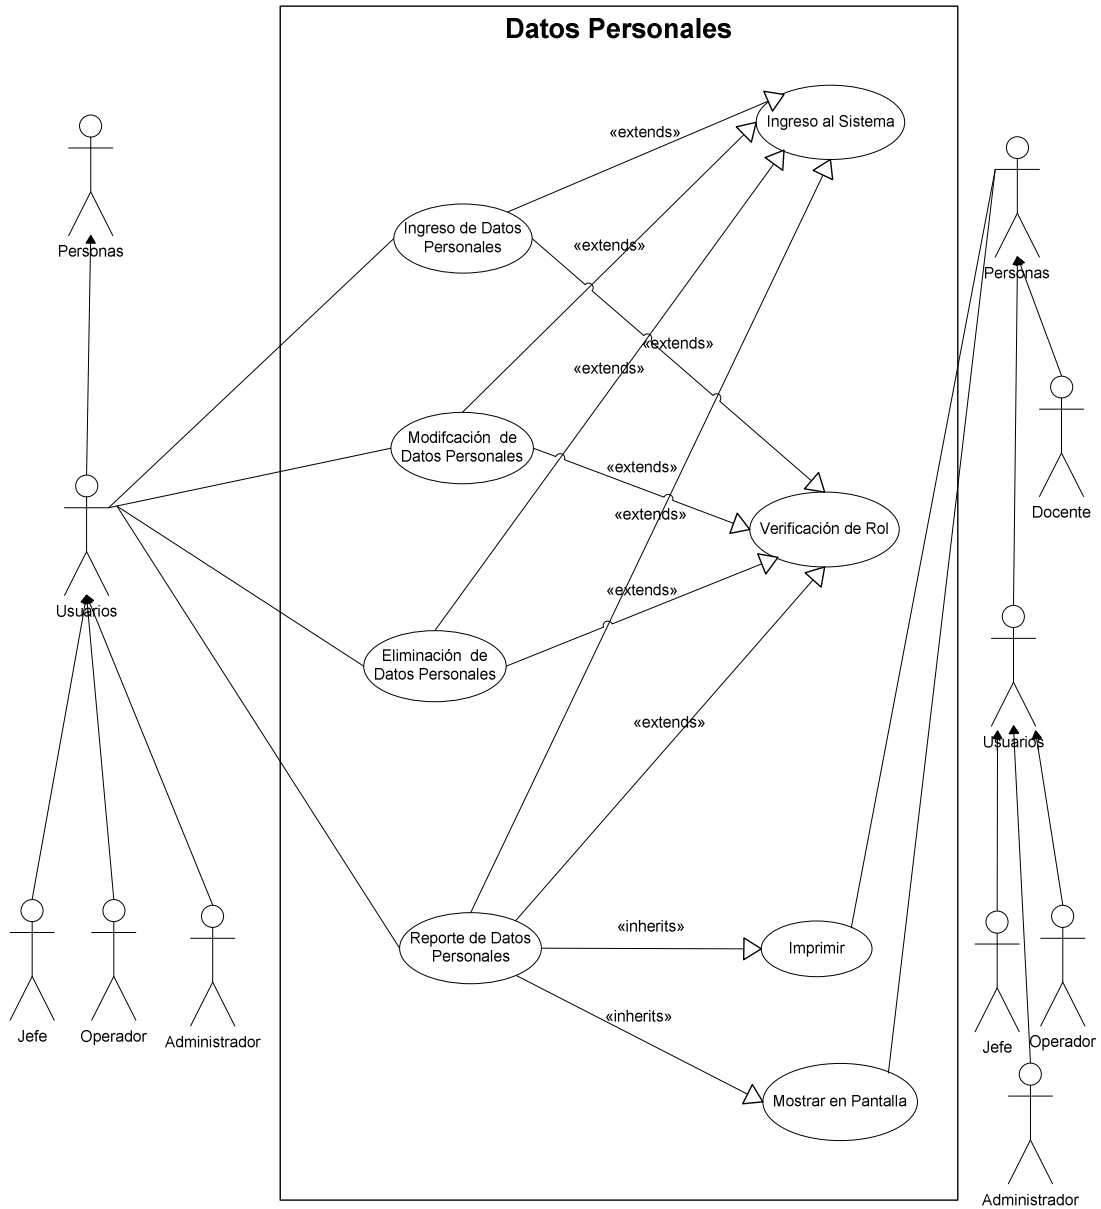 Datos Personales
Ingreso al Sistema
«extends»
Ingreso de Datos
Personales
«extends»
Personas
Personas
«extends»
«extends»
Modifcación de
Datos Personales
«extends»
Docente
«extends»
Verificación de Rol
Usuarios
«extends»
Eliminación de
Datos Personales
«extends»
Usuarios
Reporte de Datos
Personales
«inherits»
Imprimir
«inherits»
Jefe
Operador
Administrador
Jefe
Operador
Mostrar en Pantalla
Administrador